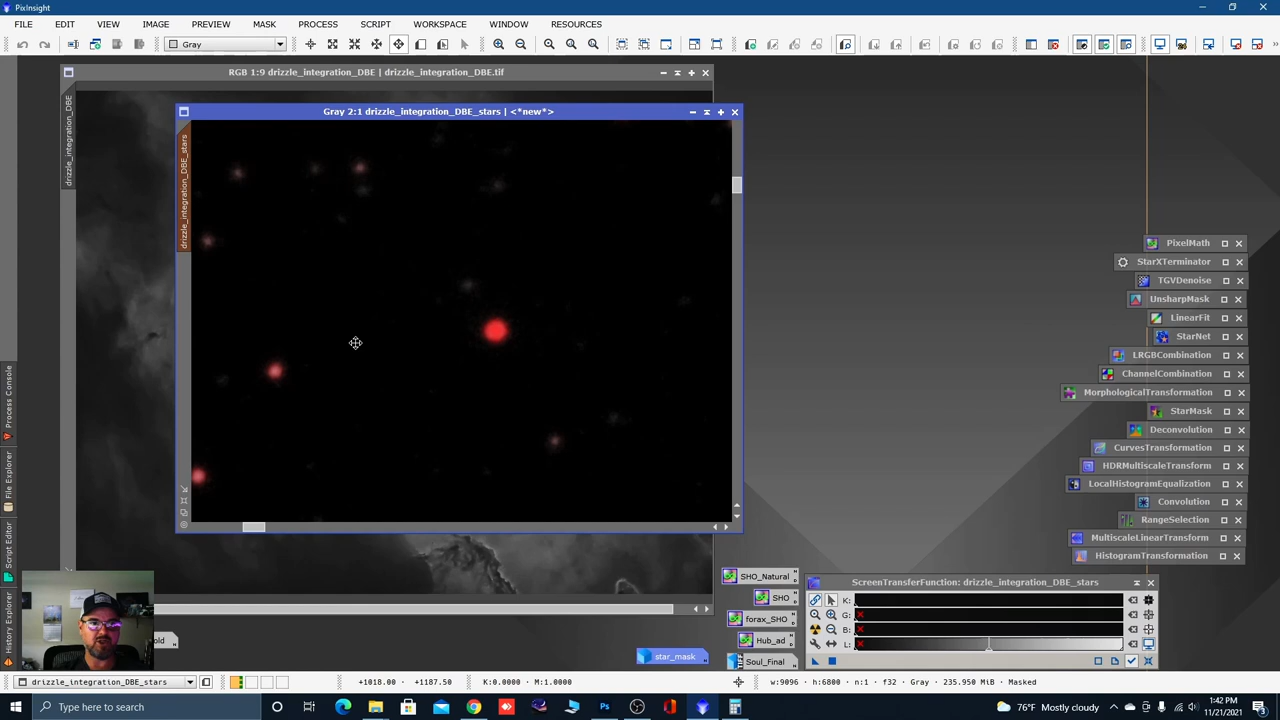 PixInsight
FILE EDIT VIEW IMAGE MASK PROCESS SCRIPT WORKSPACE WINDOW RESOURCES
Gray
RGB 1:9 drizzle_integration_DBE | drizzle_integration_DBE.tif
drizzle_integration_DBE
Gray 2:1 drizzle_integration_DBE_stars | <*new*>
drizzle_integration_DBE_stars
PixelMath
StarXTerminator
TGVDenoise
UnsharpMask
LinearFit
StarNet
LRGBCombination
ChannelCombination
MorphologicalTransformation
StarMask
Deconvolution
CurvesTransformation
HDRMultiscaleTransform
LocalHistogramEqualization
Convolution
RangeSelection
MultiscaleLinearTransform
HistogramTransformation
Process Console
File Explorer
Script Editor
History Explorer
SHO_Natural
SHO
forax_SHO
Hub_ad
Soul_Final
star_mask
ScreenTransferFunction: drizzle_integration_DBE_stars
K:
G:
B:
L:
drizzle_integration_DBE_stars
+1018.00 +1187.50 K:0.0000 - M:1.0000
w:9096 · h:6800 · n:1 · f32 · Gray · 235.950 MiB · Masked
Type here to search
76°F Mostly cloudy
1:42 PM
11/21/2021